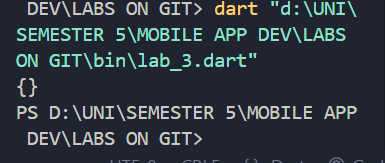 DEV\LABS ON GIT> dart "d:\UNI\
SEMESTER 5\MOBILE APP DEV\LABS
ON GIT\bin\lab_3.dart"
{}
PS D:\UNI\SEMESTER 5\MOBILE APP
DEV\LABS ON GIT>